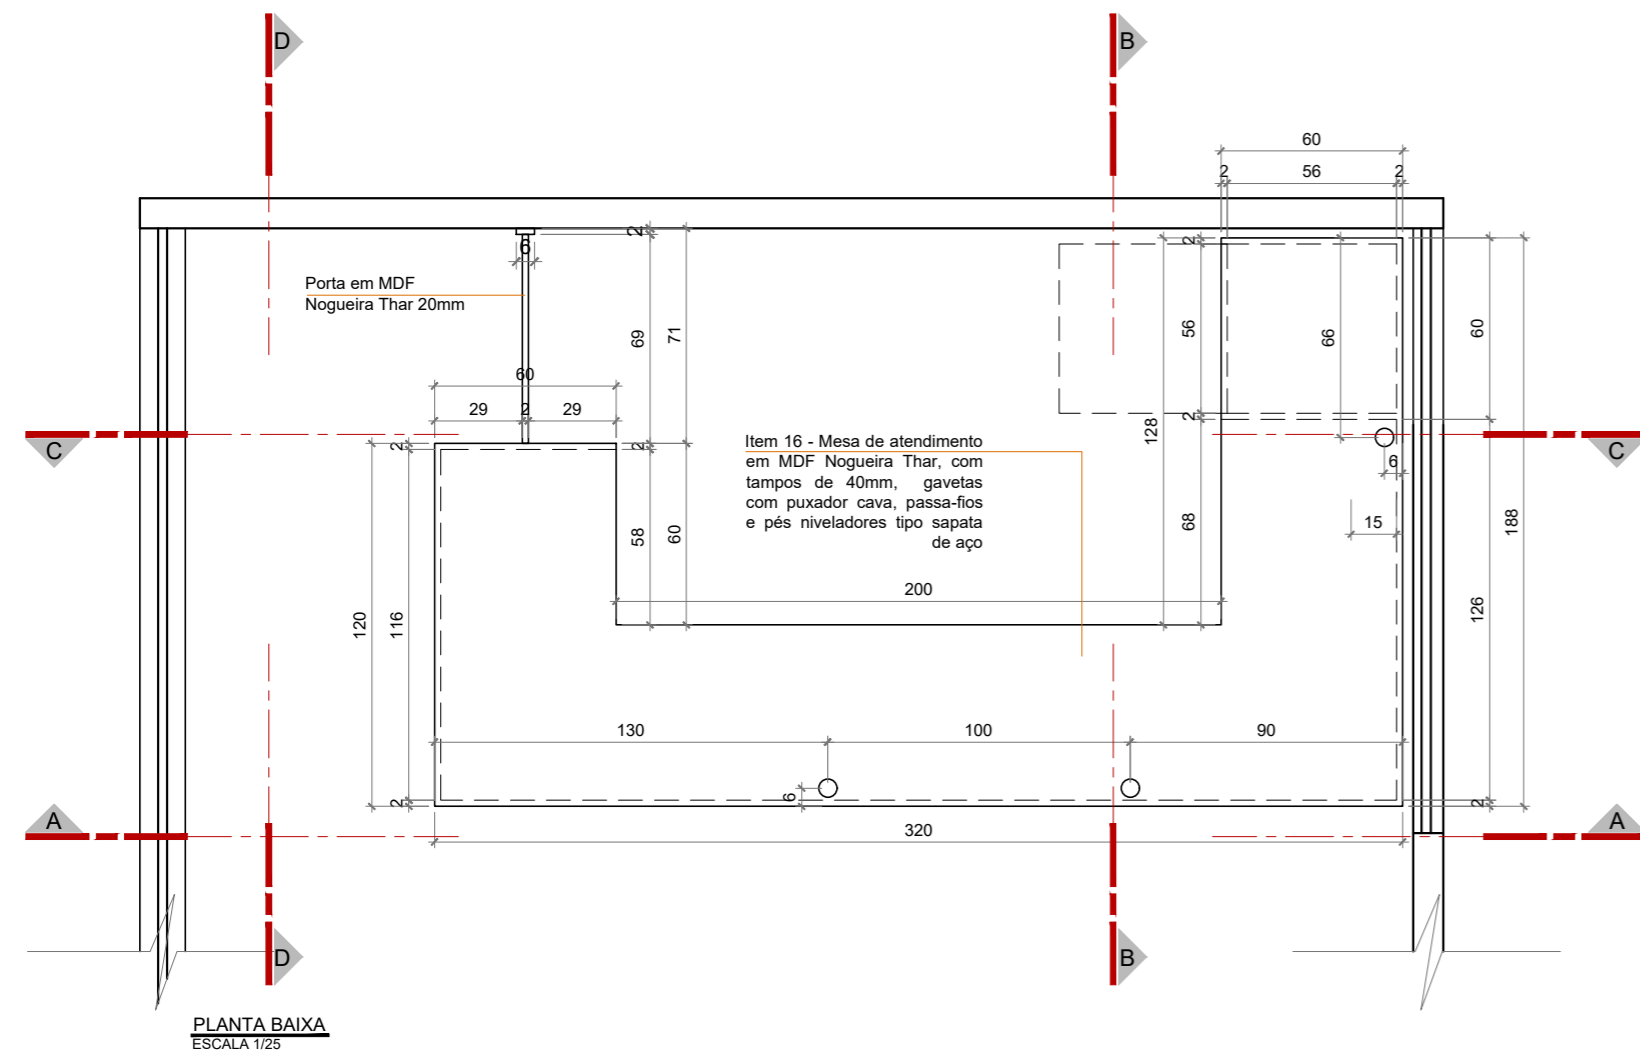 D
B
60
2
56
2
2
6
2
Porta em MDF
Nogueira Thar 20mm
69
71
56
66
60
60
29
2
29
2
2
2
128
C
C
Item 16 - Mesa de atendimento
em MDF Nogueira Thar, com
tampos de 40mm, gavetas
com puxador cava, passa-fios
e pés niveladores tipo sapata
de aço
6
15
68
188
58
60
200
120
116
126
130
100
90
6
2
2
A
A
320
D
B
PLANTA BAIXA
ESCALA 1/25